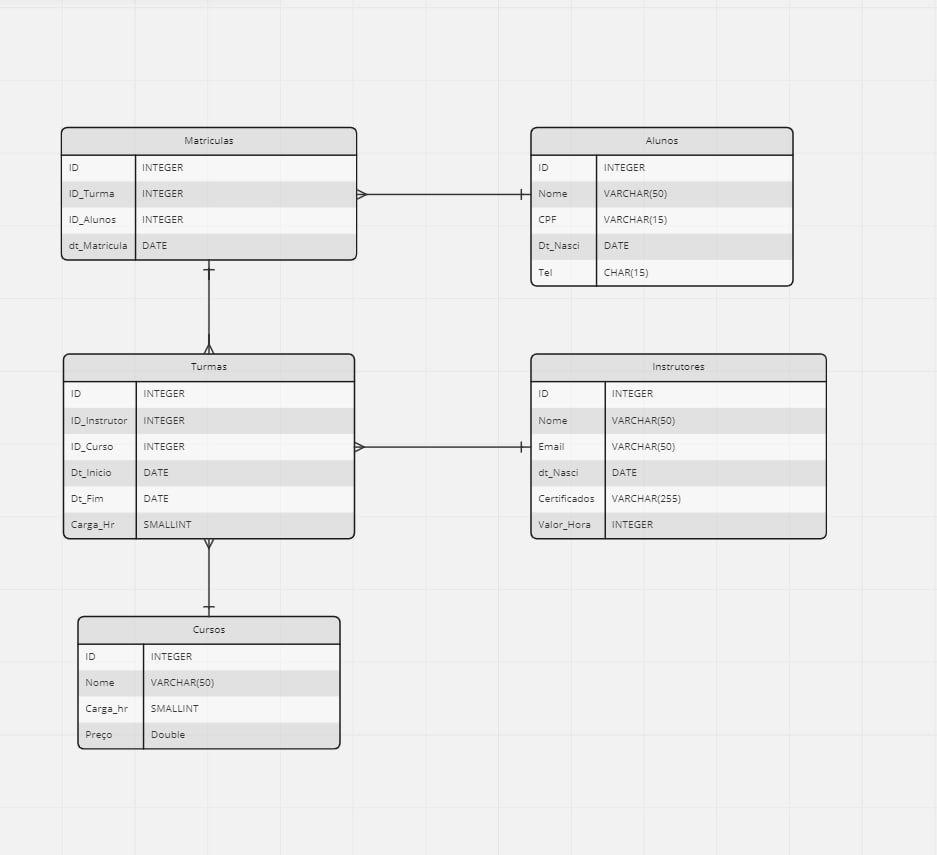 Matriculas
ID INTEGER
ID_Turma INTEGER
ID_Alunos INTEGER
dt_Matricula DATE
Alunos
ID INTEGER
Nome VARCHAR(50)
CPF VARCHAR(15)
Dt_Nasci DATE
Tel CHAR(15)
Turmas
ID INTEGER
ID_Instrutor INTEGER
ID_Curso INTEGER
Dt_Inicio DATE
Dt_Fim DATE
Carga_Hr SMALLINT
Instrutores
ID INTEGER
Nome VARCHAR(50)
Email VARCHAR(50)
dt_Nasci DATE
Certificados VARCHAR(255)
Valor_Hora INTEGER
Cursos
ID INTEGER
Nome VARCHAR(50)
Carga_hr SMALLINT
Preço Double